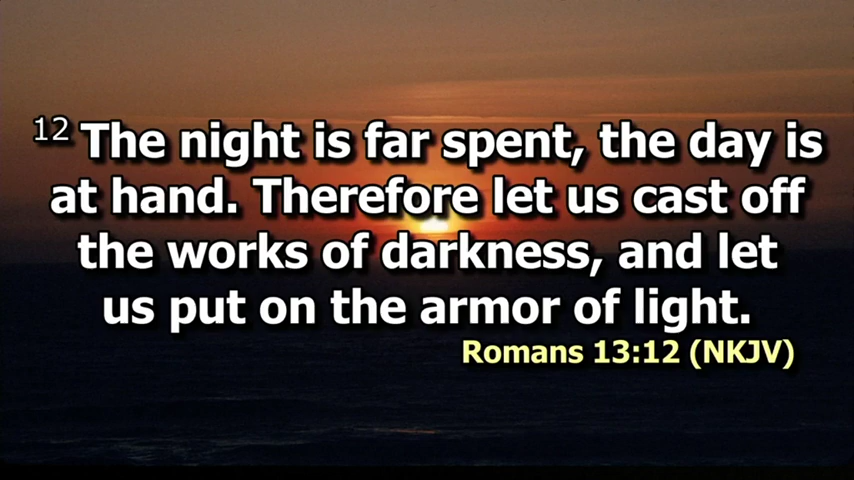 12 The night is far spent, the day is
at hand. Therefore let us cast off
the works of darkness, and let
us put on the armor of light.
Romans 13:12 (NKJV)